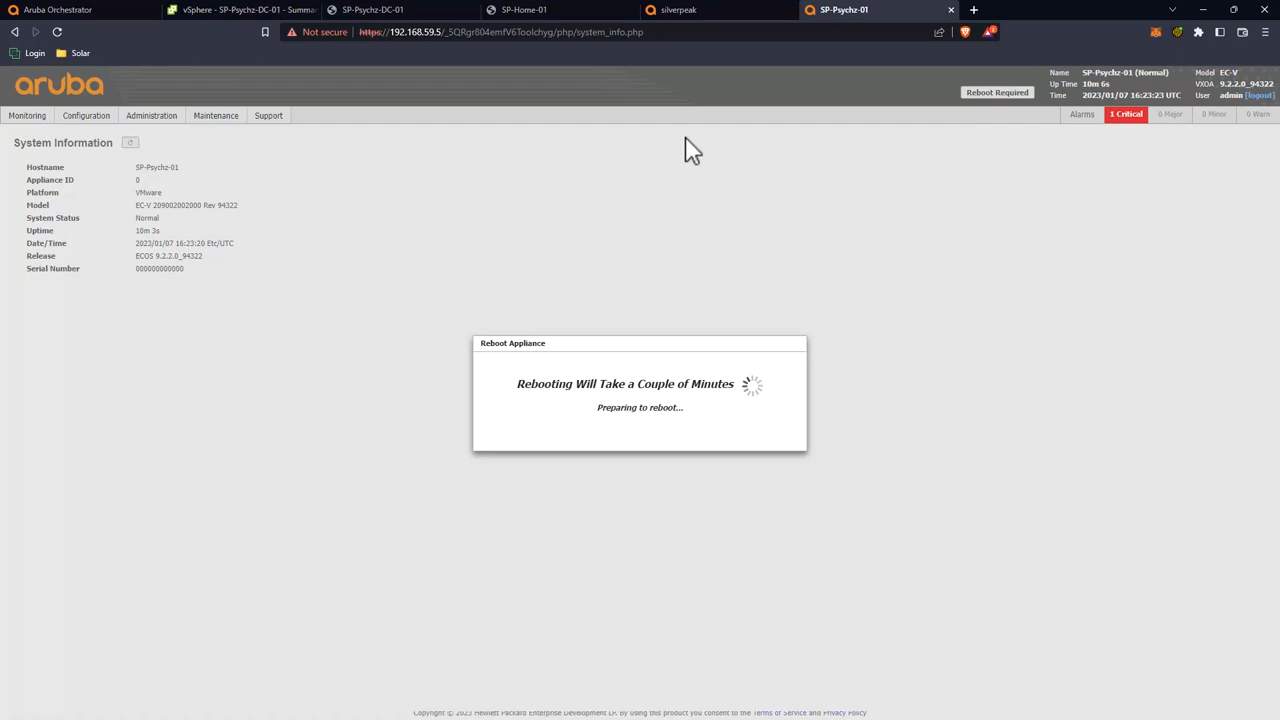 Aruba Orchestrator
vSphere - SP-Psychz-DC-01 - Summar
SP-Psychz-DC-01
SP-Home-01
silverpeak
SP-Psychz-01
Not secure
https://192.168.59.5/_5QRgr804emfV6Toolchyg/php/system_info.php
Login
Solar
aruba
Reboot Required
Name SP-Psychz-01 (Normal) Model EC-V
Up Time 10m 6s VXOA 9.2.2.0_94322
Time 2023/01/07 16:23:23 UTC User admin [logout]
Monitoring Configuration Administration Maintenance Support
Alarms 1 Critical 0 Major 0 Minor 0 Warn
System Information
Hostname SP-Psychz-01
Appliance ID 0
Platform VMware
Model EC-V 209002002000 Rev 94322
System Status Normal
Uptime 10m 3s
Date/Time 2023/01/07 16:23:20 Etc/UTC
Release ECOS 9.2.2.0_94322
Serial Number 000000000000
Reboot Appliance
Rebooting Will Take a Couple of Minutes
Preparing to reboot...
Copyright © 2023 Hewlett Packard Enterprise Development LP. By using this product you consent to the Terms of Service and Privacy Policy